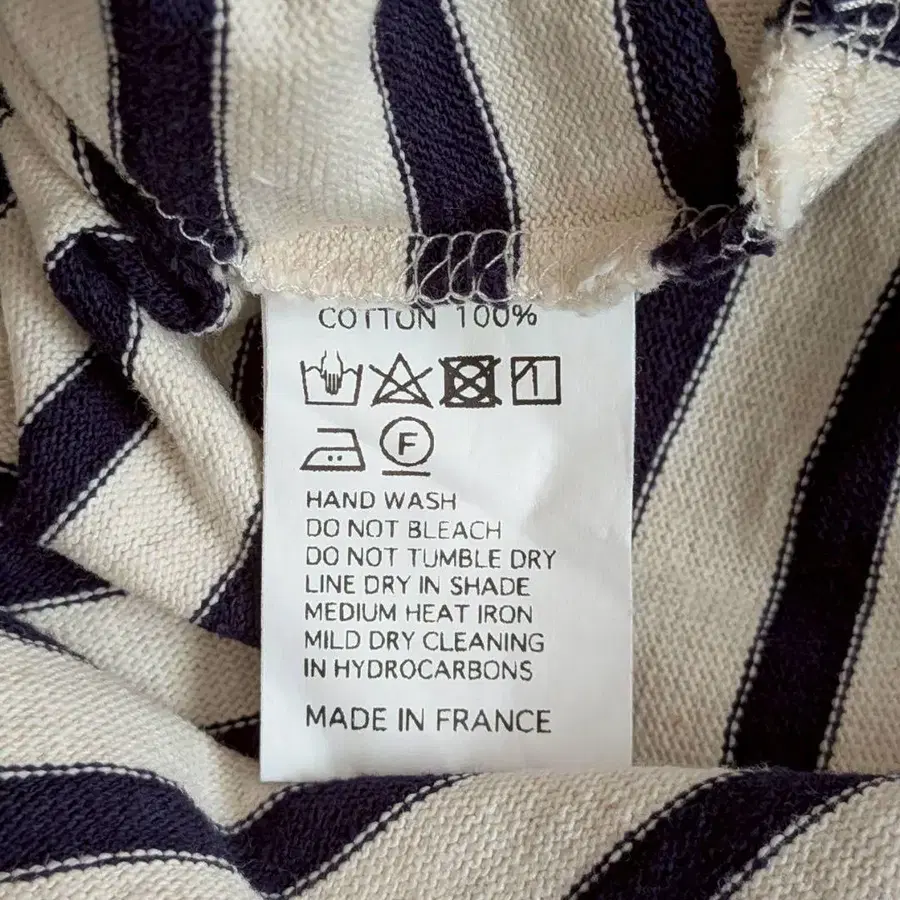 COTTON 100%
F
HAND WASH
DO NOT BLEACH
DO NOT TUMBLE DRY
LINE DRY IN SHADE
MEDIUM HEAT IRON
MILD DRY CLEANING
IN HYDROCARBONS
MADE IN FRANCE